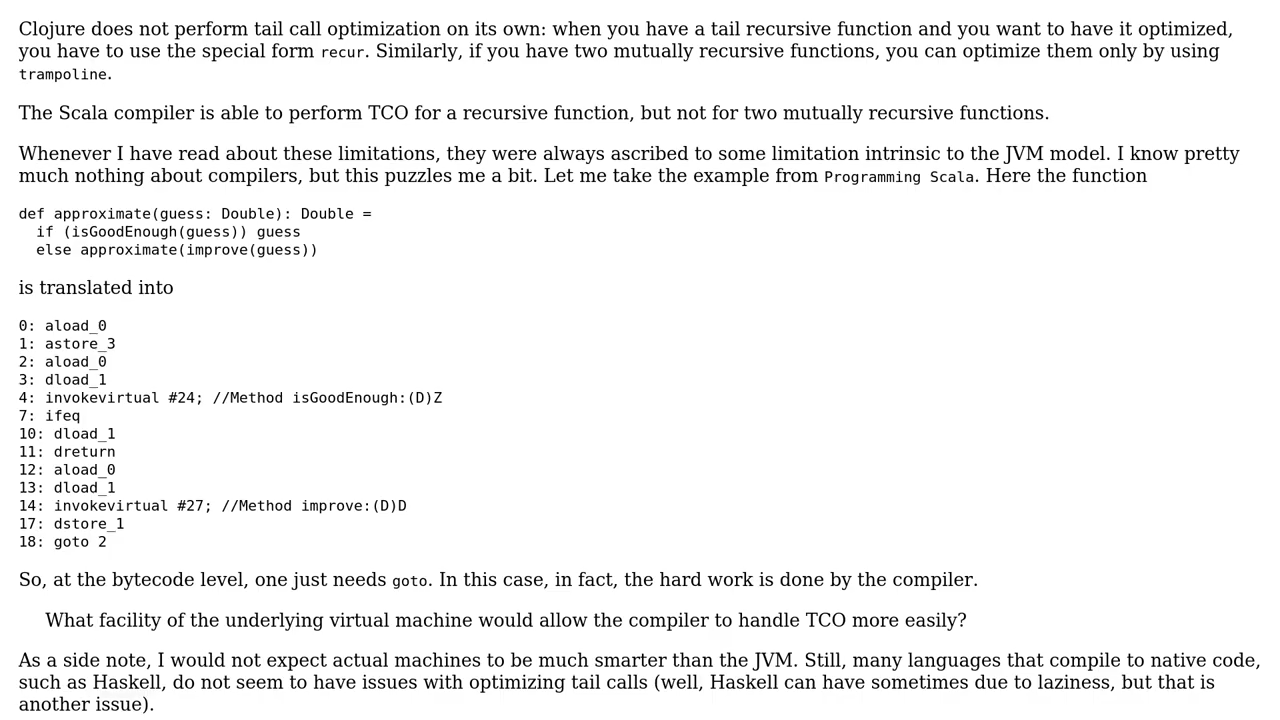 Clojure does not perform tail call optimization on its own: when you have a tail recursive function and you want to have it optimized,
you have to use the special form recur. Similarly, if you have two mutually recursive functions, you can optimize them only by using
trampoline.
The Scala compiler is able to perform TCO for a recursive function, but not for two mutually recursive functions.
Whenever I have read about these limitations, they were always ascribed to some limitation intrinsic to the JVM model. I know pretty
much nothing about compilers, but this puzzles me a bit. Let me take the example from Programming Scala. Here the function
def approximate(guess: Double): Double =
  if (isGoodEnough(guess)) guess
  else approximate(improve(guess))
is translated into
0: aload_0
1: astore_3
2: aload_0
3: dload_1
4: invokevirtual #24; //Method isGoodEnough:(D)Z
7: ifeq
10: dload_1
11: dreturn
12: aload_0
13: dload_1
14: invokevirtual #27; //Method improve:(D)D
17: dstore_1
18: goto 2
So, at the bytecode level, one just needs goto. In this case, in fact, the hard work is done by the compiler.
What facility of the underlying virtual machine would allow the compiler to handle TCO more easily?
As a side note, I would not expect actual machines to be much smarter than the JVM. Still, many languages that compile to native code,
such as Haskell, do not seem to have issues with optimizing tail calls (well, Haskell can have sometimes due to laziness, but that is
another issue).